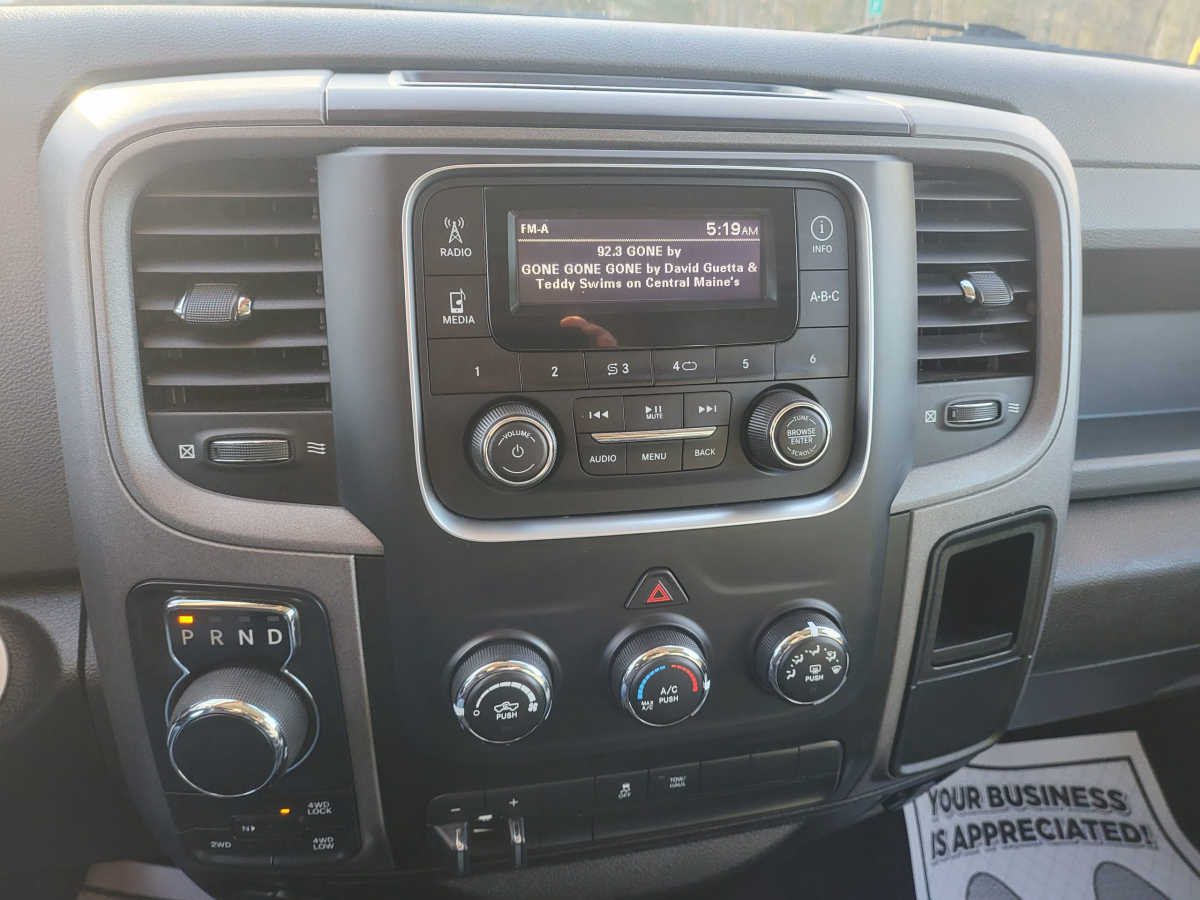 FM-A 5:19AM
92.3 GONE by
GONE GONE GONE by David Guetta &
Teddy Swims on Central Maine's
RADIO
INFO
MEDIA
A·B·C
1 2 3 4 5 6
VOLUME
MUTE
TUNE
BROWSE
ENTER
SCROLL
AUDIO MENU BACK
P R N D
PUSH
A/C
PUSH
MAX
A/C
PUSH
OFF
TOW/
HAUL
− +
4WD
LOCK
N
2WD
4WD
LOW
YOUR BUSINESS
IS APPRECIATED!